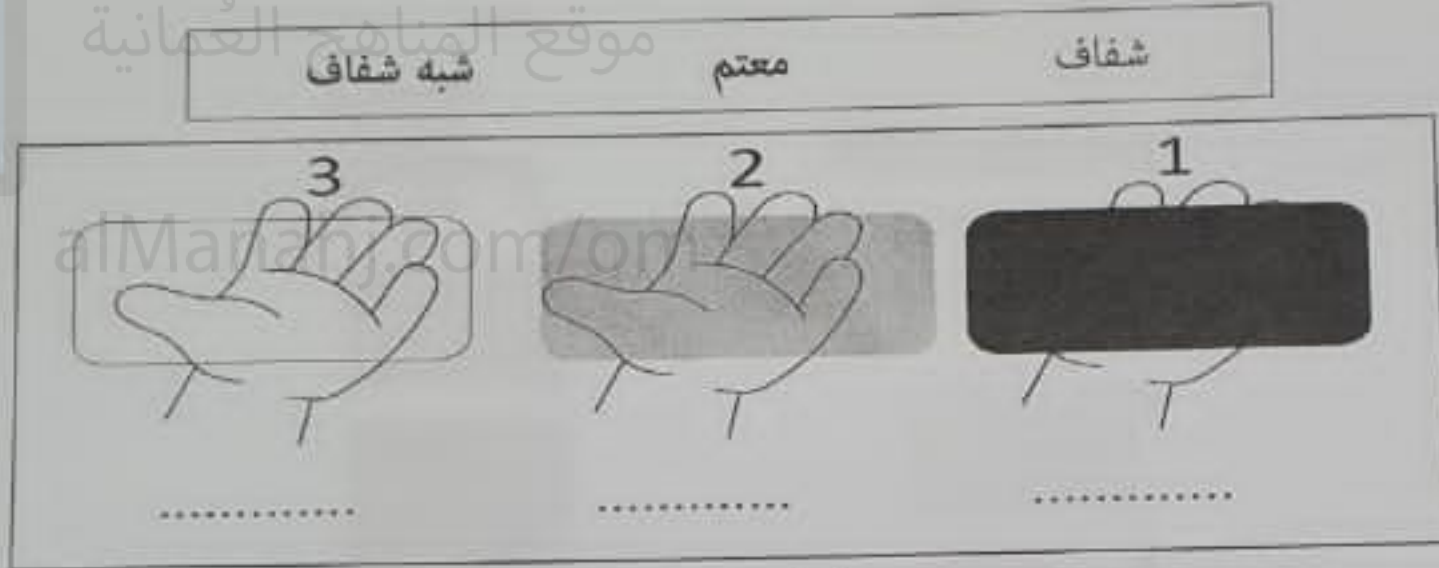 موقع المناهج العُمانية
شفاف معتم شبه شفاف
1 2 3
alManahj.com/om
............. ............. .............